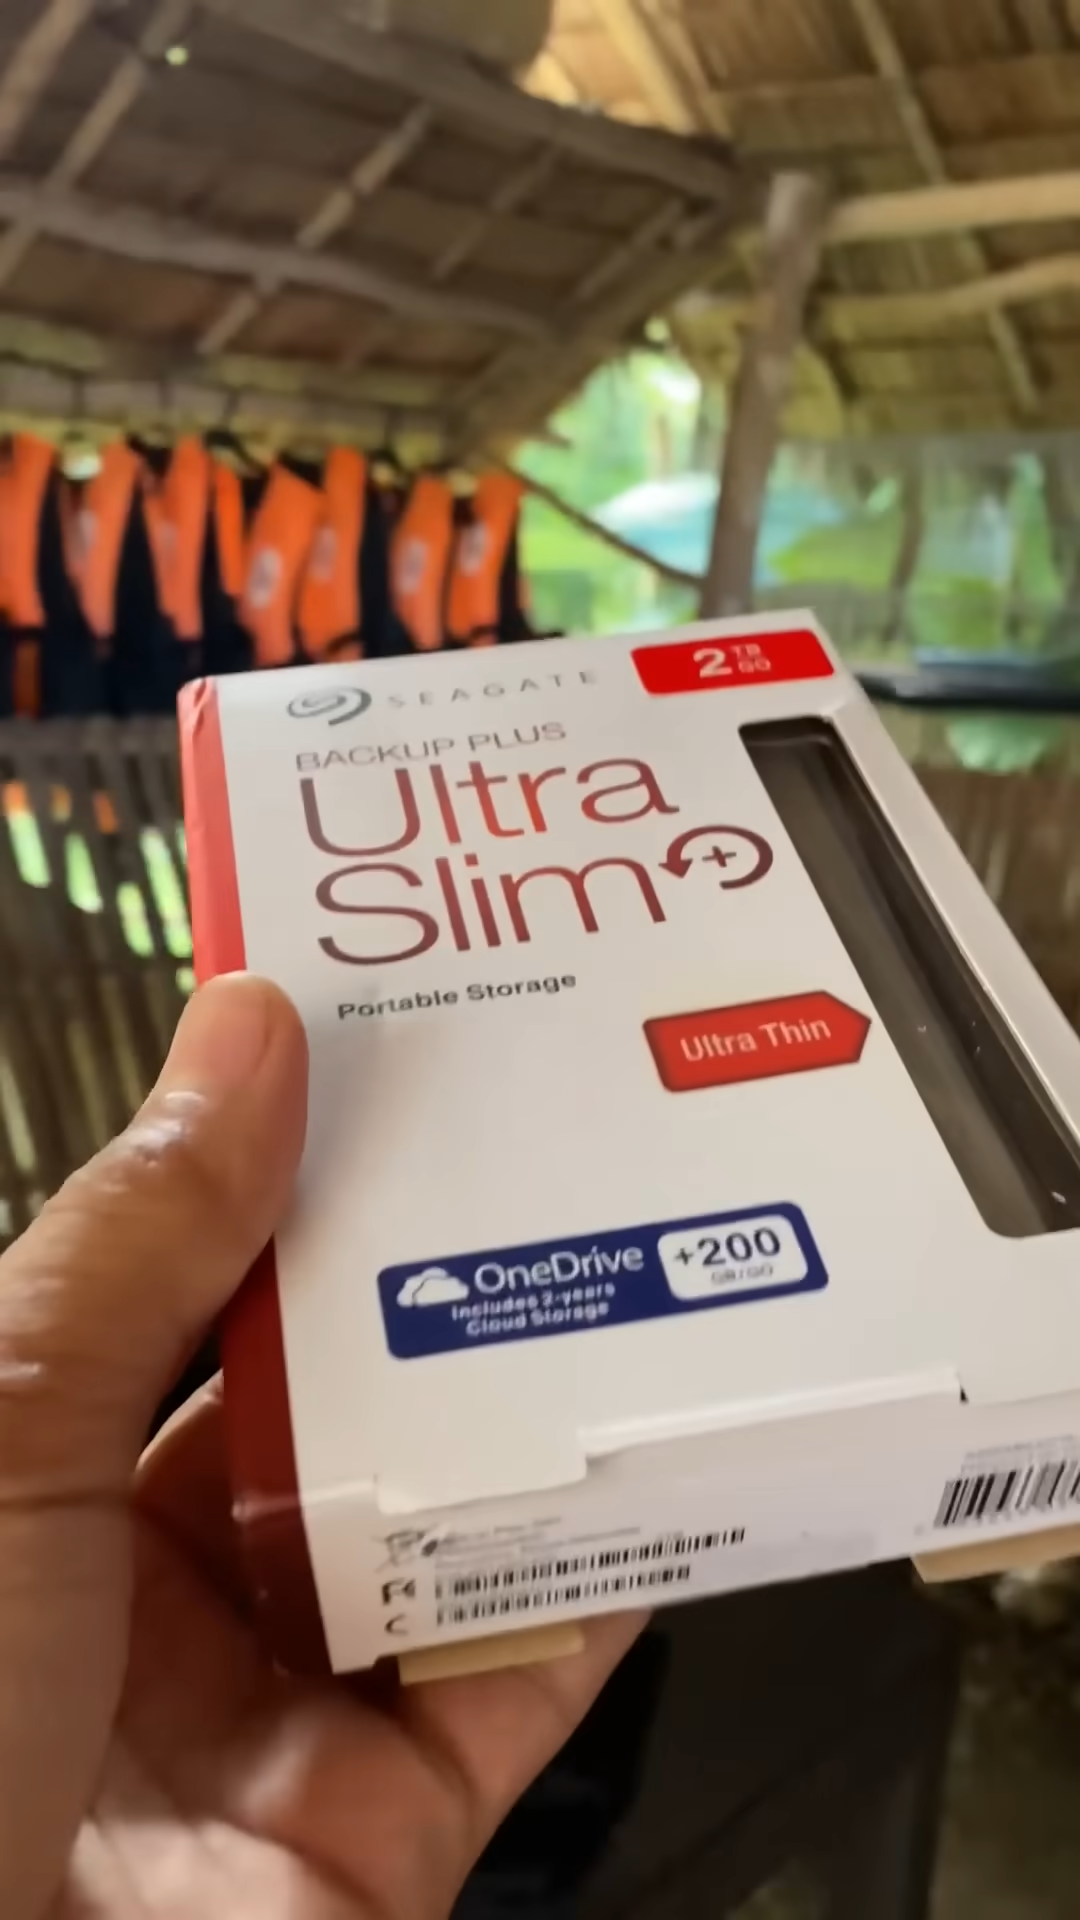 SEAGATE
2 TB GO
BACKUP PLUS
Ultra
Slim
Portable Storage
Ultra Thin
OneDrive
Includes 2-years
Cloud Storage
+200
GB/GO